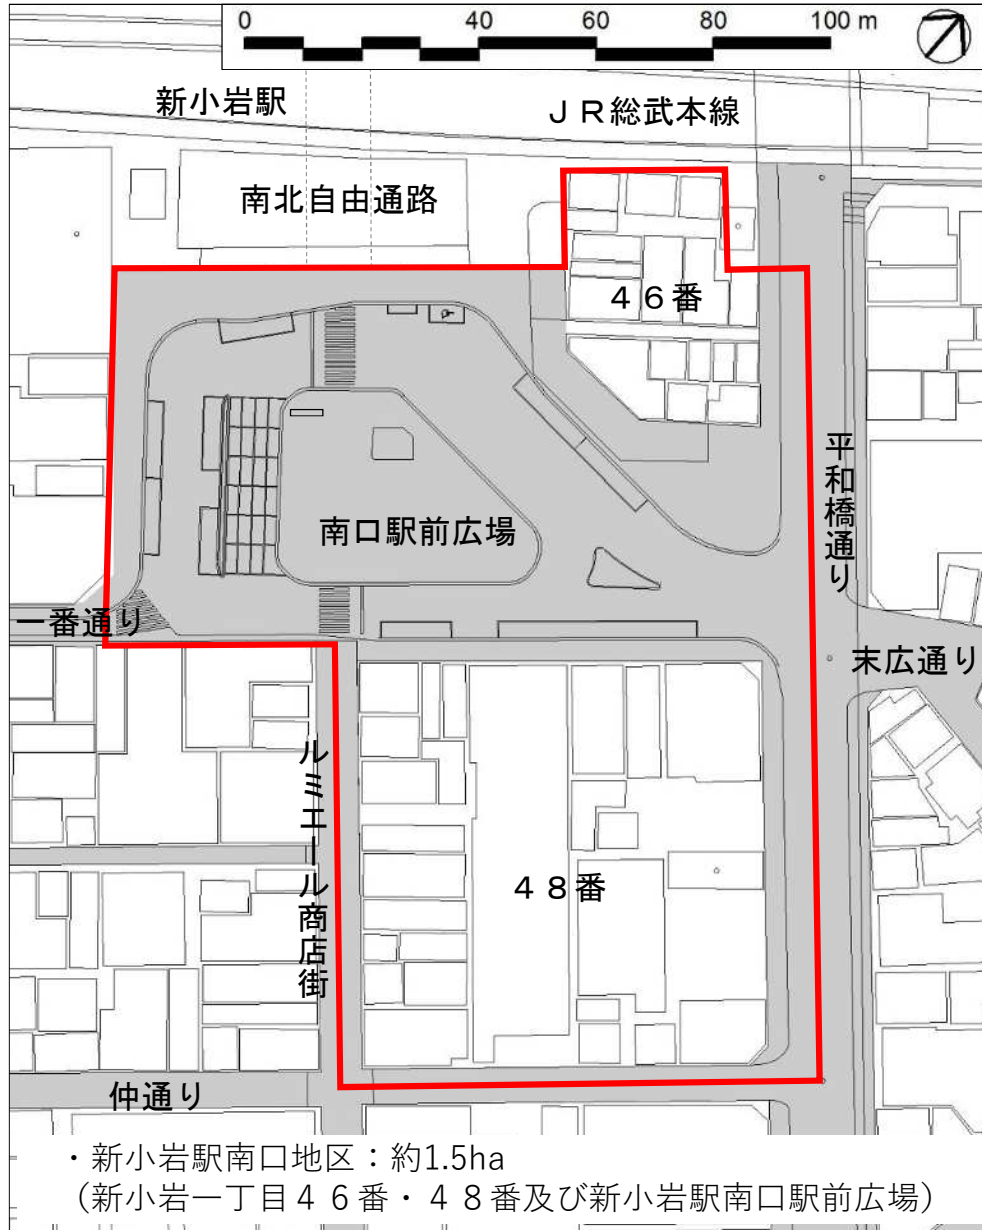 0 40 60 80 100 m
新小岩駅
ＪＲ総武本線
南北自由通路
４６番
平和橋通り
南口駅前広場
一番通り
末広通り
ルミエール商店街
４８番
仲通り
・新小岩駅南口地区：約1.5ha
（新小岩一丁目４６番・４８番及び新小岩駅南口駅前広場）